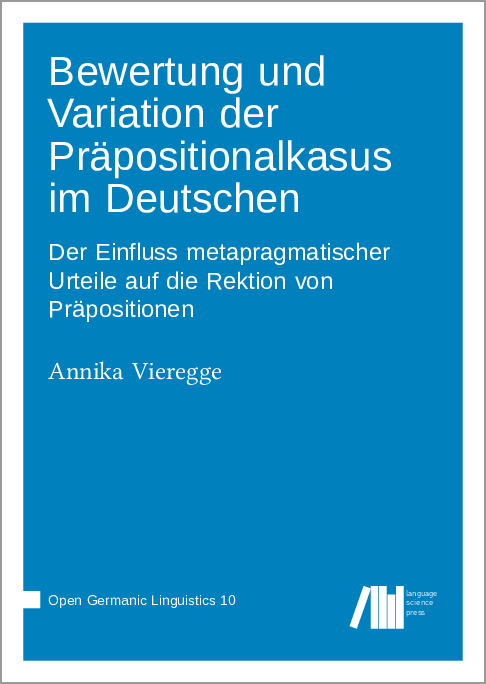 Bewertung und
Variation der
Präpositionalkasus
im Deutschen
Der Einfluss metapragmatischer
Urteile auf die Rektion von
Präpositionen
Annika Vieregge
Open Germanic Linguistics 10
language
science
press